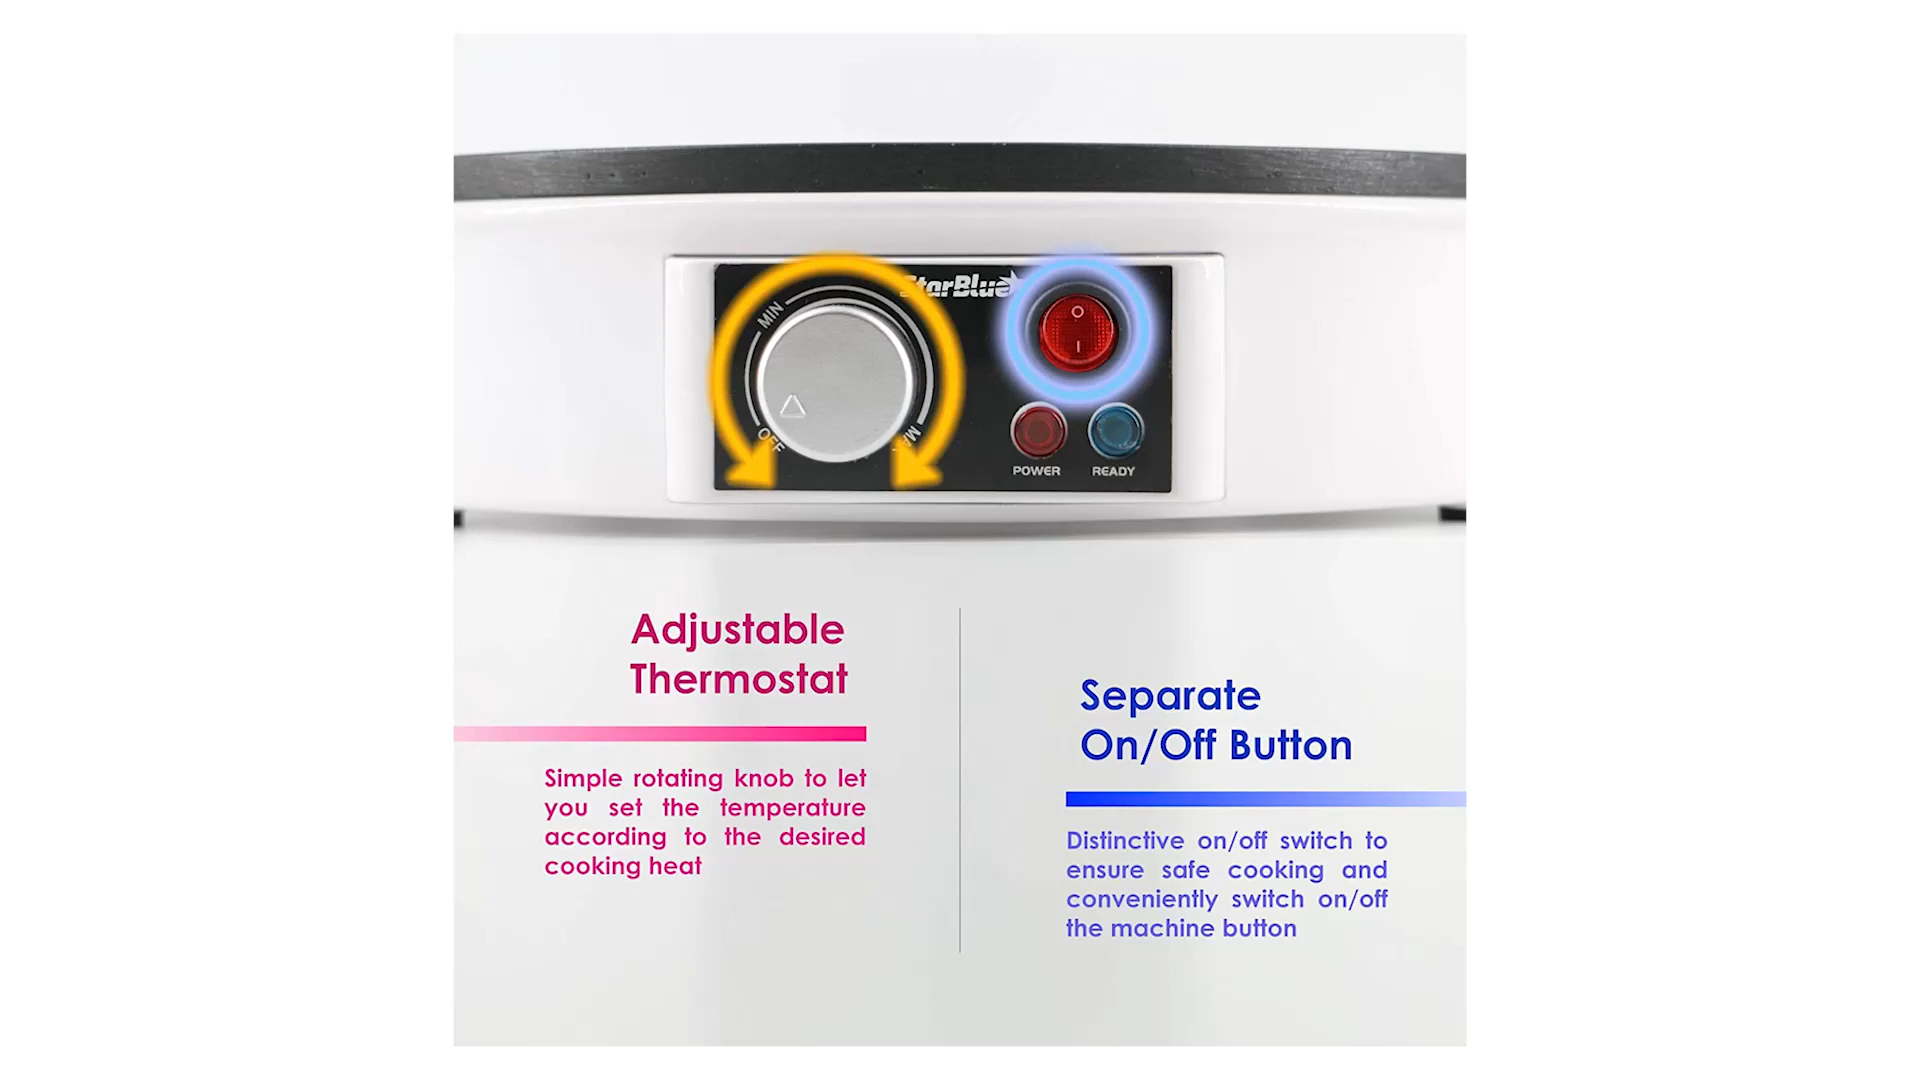 StarBlue
MIN
OFF
MA
O
I
POWER
READY
Adjustable
Thermostat
Simple rotating knob to let
you set the temperature
according to the desired
cooking heat
Separate
On/Off Button
Distinctive on/off switch to
ensure safe cooking and
conveniently switch on/off
the machine button